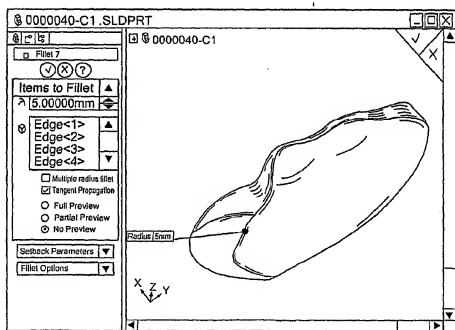 0000040-C1 .SLDPRT
0000040-C1
Fillet 7
Items to Fillet
5.00000mm
Edge<1>
Edge<2>
Edge<3>
Edge<4>
Multiple radius fillet
Tangent Propagation
Full Preview
Partial Preview
No Preview
Setback Parameters
Fillet Options
Radius 5mm
X
Z
Y